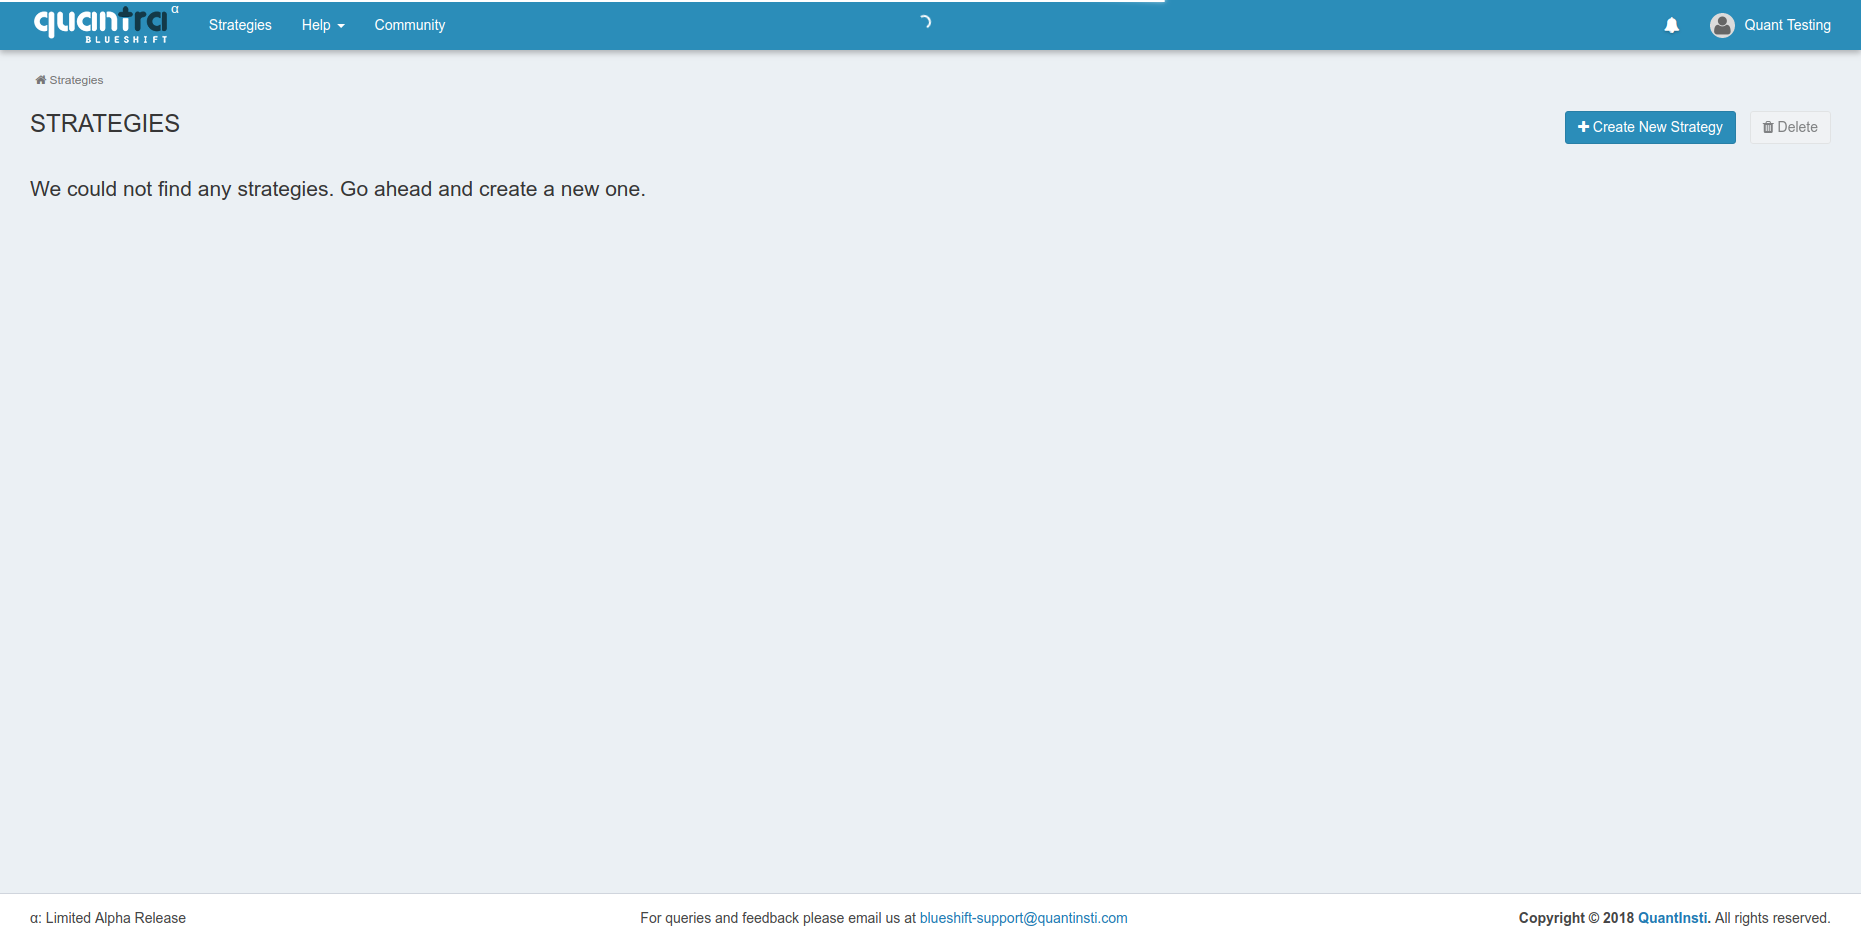 quantra α
BLUESHIFT
Strategies Help Community Quant Testing
Strategies
STRATEGIES
Create New Strategy Delete
We could not find any strategies. Go ahead and create a new one.
α: Limited Alpha Release For queries and feedback please email us at blueshift-support@quantinsti.com Copyright © 2018 QuantInsti. All rights reserved.